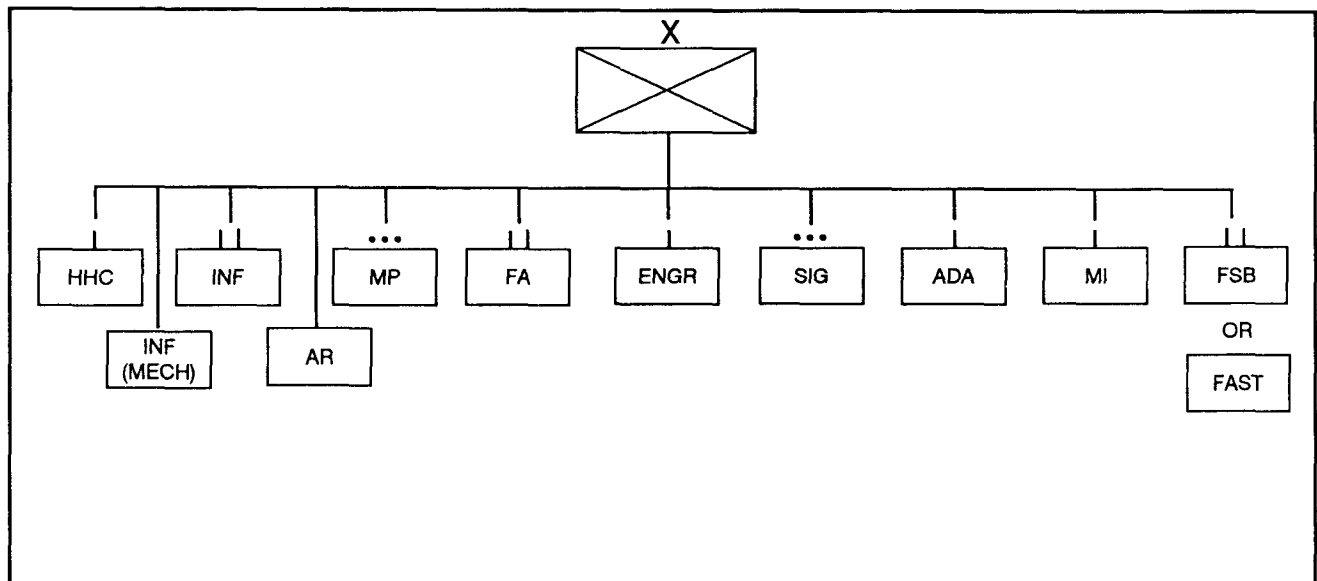 X
HHC
INF
MP
FA
ENGR
SIG
ADA
MI
FSB
INF
(MECH)
AR
OR
FAST